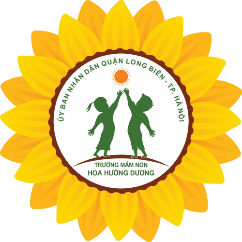 ỦY BAN NHÂN DÂN QUẬN LONG BIÊN - TP. HÀ NỘI
TRƯỜNG MẦM NON
HOA HƯỚNG DƯƠNG